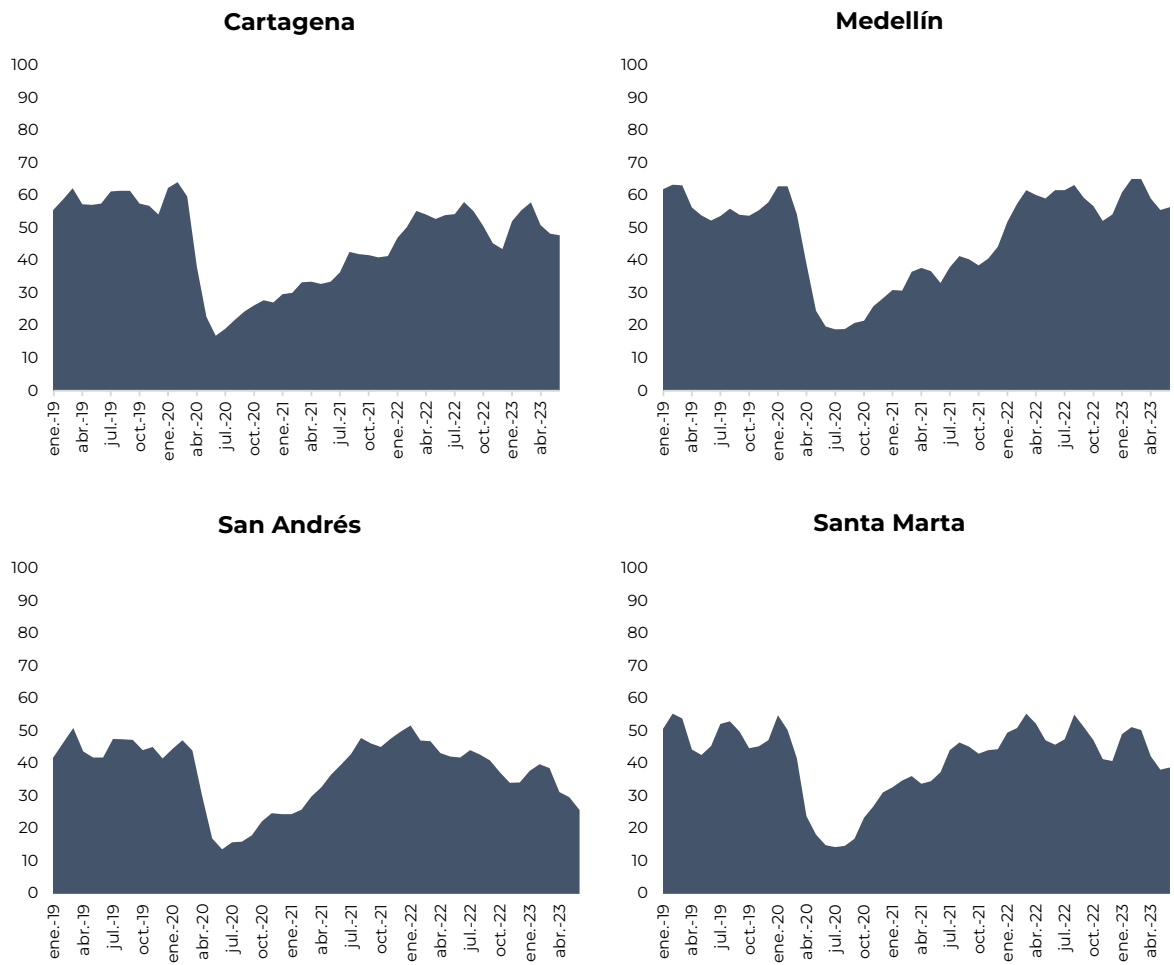 Cartagena
100
90
80
70
60
50
40
30
20
10
0
ene.-19
abr.-19
jul.-19
oct.-19
ene.-20
abr.-20
jul.-20
oct.-20
ene.-21
abr.-21
jul.-21
oct.-21
ene.-22
abr.-22
jul.-22
oct.-22
ene.-23
abr.-23
Medellín
100
90
80
70
60
50
40
30
20
10
0
ene.-19
abr.-19
jul.-19
oct.-19
ene.-20
abr.-20
jul.-20
oct.-20
ene.-21
abr.-21
jul.-21
oct.-21
ene.-22
abr.-22
jul.-22
oct.-22
ene.-23
abr.-23
San Andrés
100
90
80
70
60
50
40
30
20
10
0
ene.-19
abr.-19
jul.-19
oct.-19
ene.-20
abr.-20
jul.-20
oct.-20
ene.-21
abr.-21
jul.-21
oct.-21
ene.-22
abr.-22
jul.-22
oct.-22
ene.-23
abr.-23
Santa Marta
100
90
80
70
60
50
40
30
20
10
0
ene.-19
abr.-19
jul.-19
oct.-19
ene.-20
abr.-20
jul.-20
oct.-20
ene.-21
abr.-21
jul.-21
oct.-21
ene.-22
abr.-22
jul.-22
oct.-22
ene.-23
abr.-23